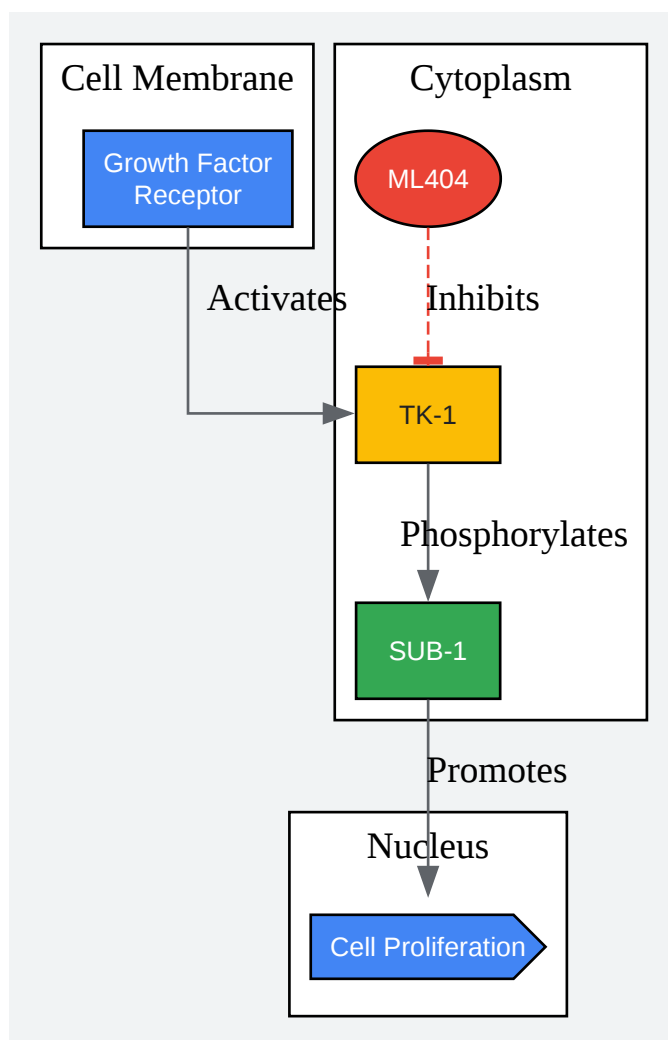 Cell Membrane
Cytoplasm
Growth Factor
Receptor
ML404
Activates
Inhibits
TK-1
Phosphorylates
SUB-1
Promotes
Nucleus
Cell Proliferation